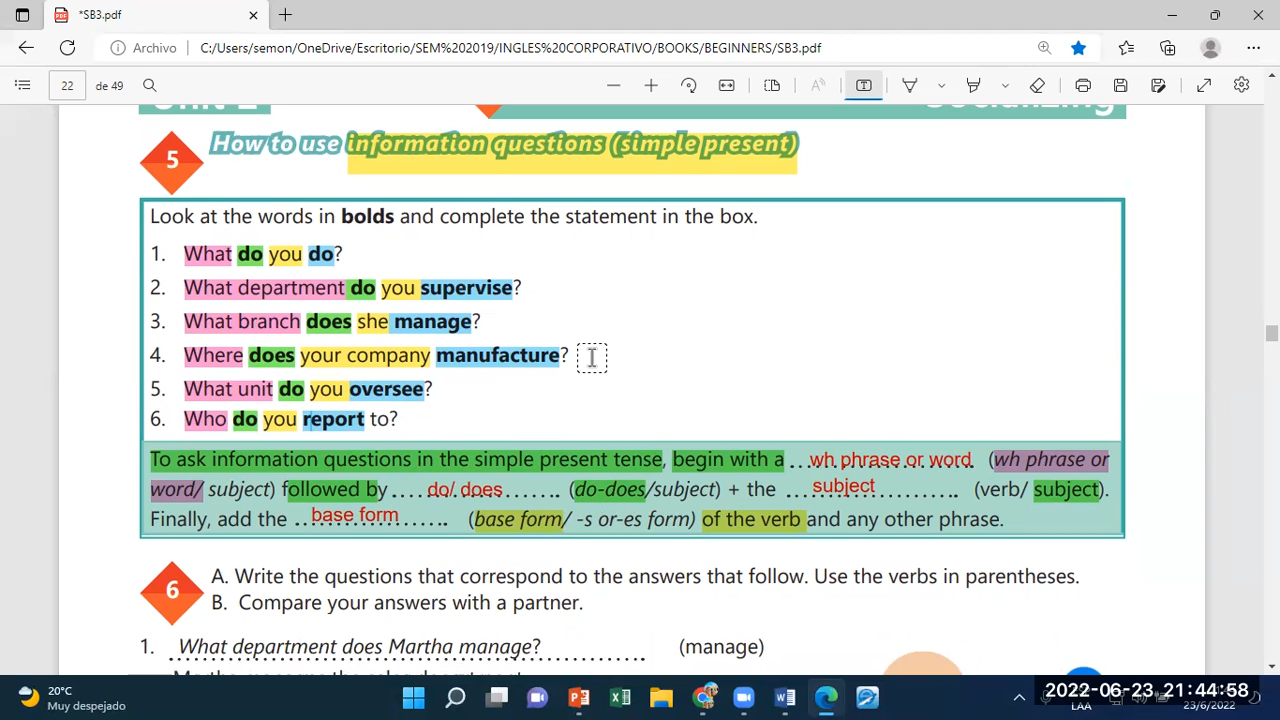 *SB3.pdf
Archivo C:/Users/semon/OneDrive/Escritorio/SEM%202019/INGLES%20CORPORATIVO/BOOKS/BEGINNERS/SB3.pdf
22 de 49
Socializing
5 How to use information questions (simple present)
Look at the words in bolds and complete the statement in the box.
1. What do you do?
2. What department do you supervise?
3. What branch does she manage?
4. Where does your company manufacture?
5. What unit do you oversee?
6. Who do you report to?
To ask information questions in the simple present tense, begin with a ... wh phrase or word (wh phrase or
word/ subject) followed by .... do/ does ........ (do-does/subject) + the ... subject ............ (verb/ subject).
Finally, add the ... base form ....... (base form/ -s or-es form) of the verb and any other phrase.
6 A. Write the questions that correspond to the answers that follow. Use the verbs in parentheses.
B. Compare your answers with a partner.
1. What department does Martha manage? (manage)
20°C
Muy despejado
2022-06-23 21:44:58
LAA 23/6/2022